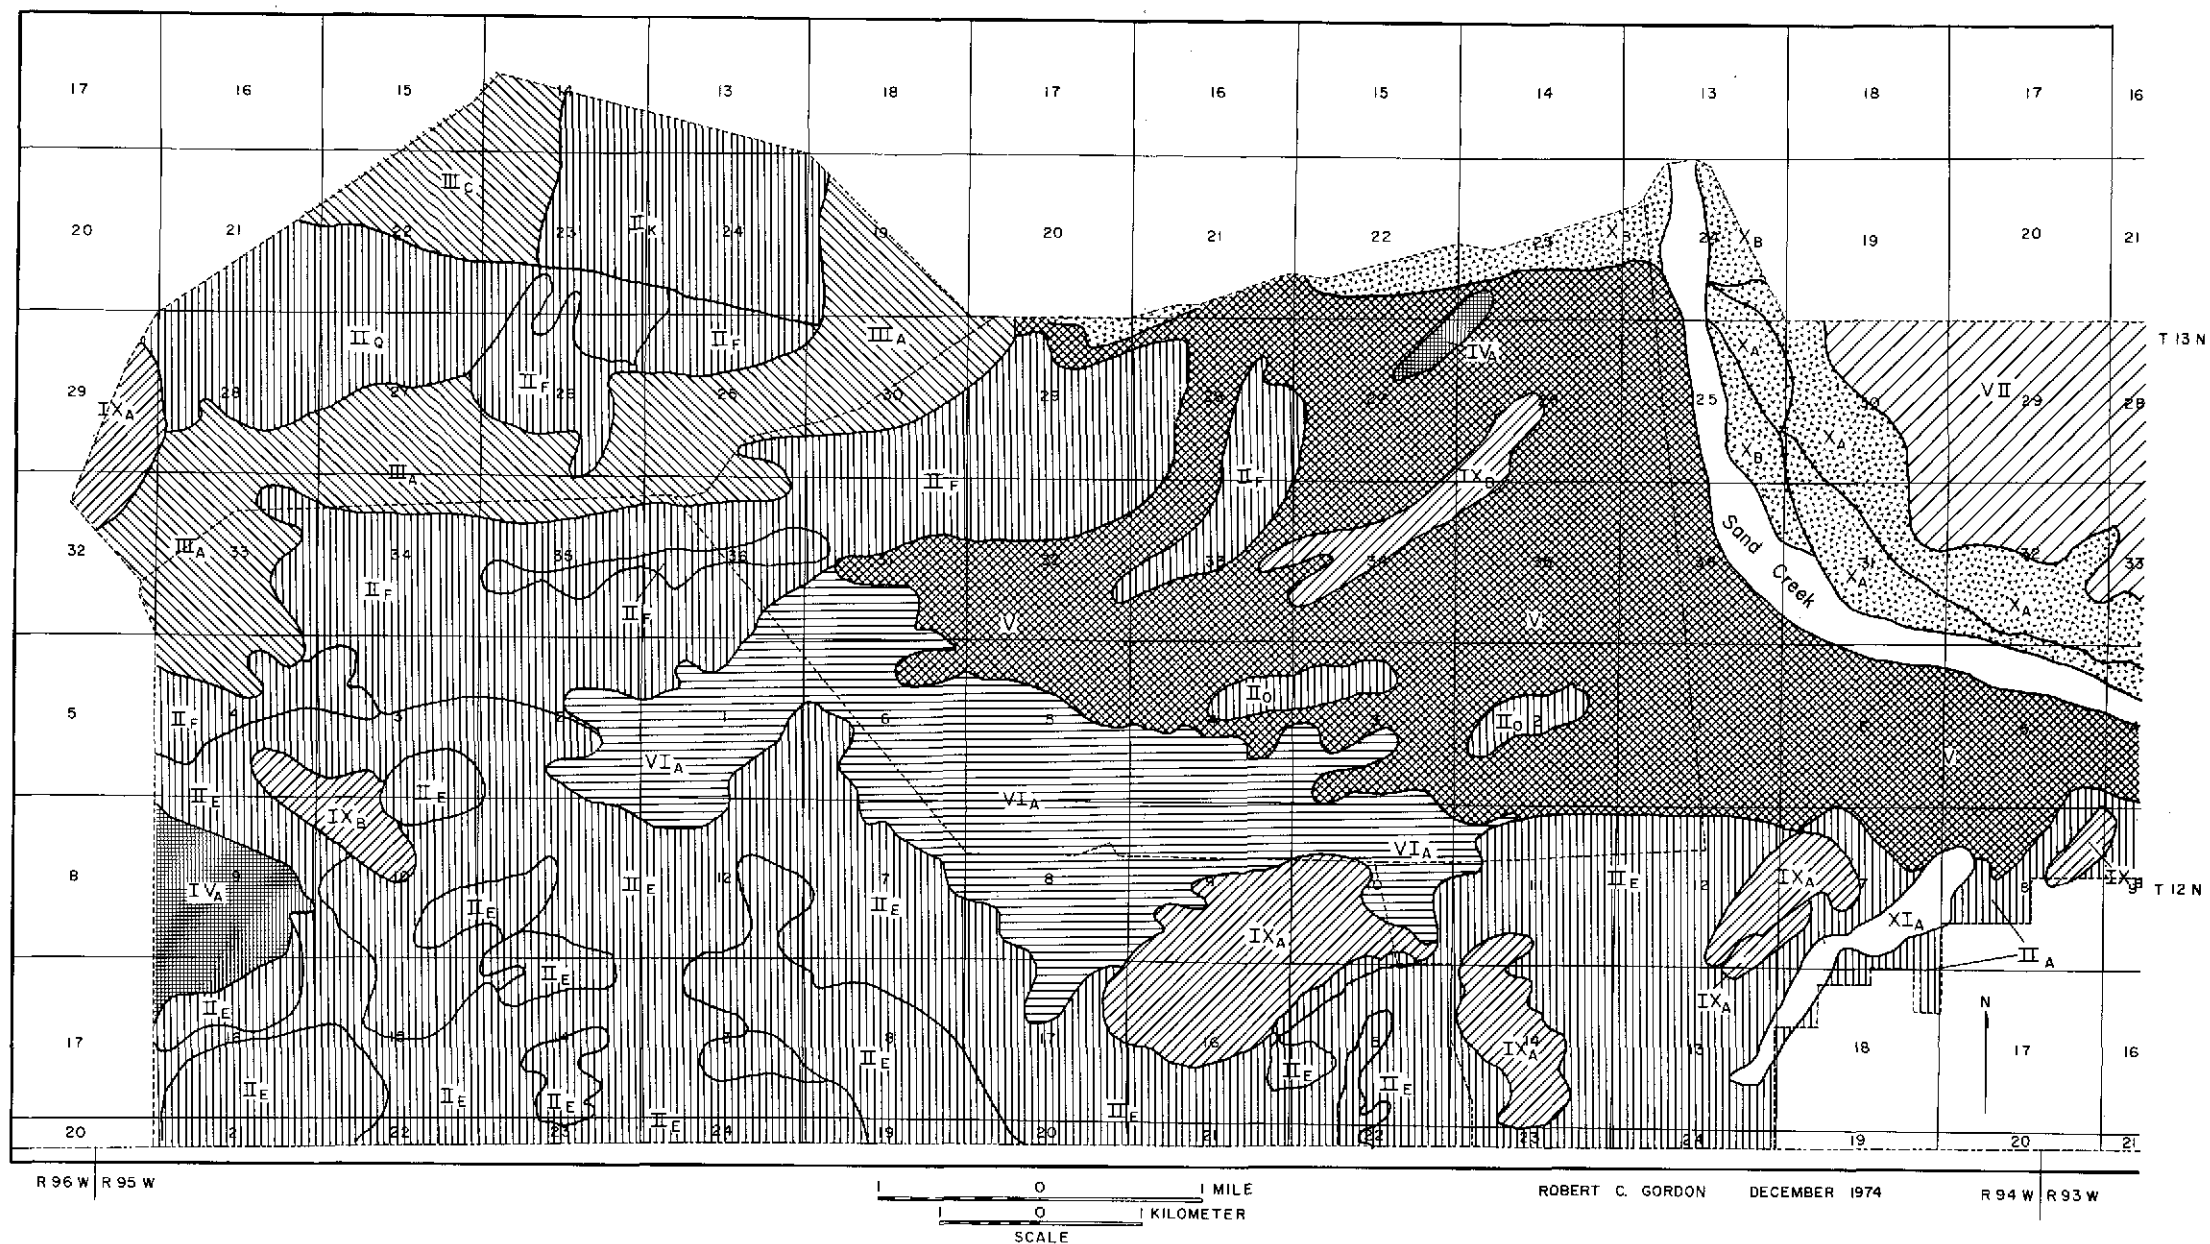 17 16 15 14 13 18 17 16 15 14 13 18 17 16
III C
20 21 22 23 II K 24 19 20 21 22 23 X B 24 X B 19 20 21
II Q II F III A IV A X A T 13 N
29 IX A 28 27 II F 26 25 30 29 28 27 26 25 30 VII 29 28
III A II F II F IX B X B X A
32 III A 33 34 35 36 31 32 33 34 35 36 31 32 33
II F II F V V Sand Creek X A X A
5 II F 4 3 2 1 6 5 4 II O 3 II O 2 1 6 5 4
II E IX B II E VI A VI A VI A V
8 IV A 9 10 II E II E 12 7 II E 8 9 10 11 II E 12 IX A 7 8 IX B 9 T 12 N
II E IX A XI A II A
II E IX A N
17 16 15 14 13 18 II E 17 16 II E 15 II E IX A 14 13 18 17 16
II E II E II E II E III E
20 21 22 23 24 19 20 21 22 23 24 19 20 21
R 96 W R 95 W R 94 W R 93 W
1 0 1 MILE
1 0 1 KILOMETER
SCALE
ROBERT C. GORDON DECEMBER 1974